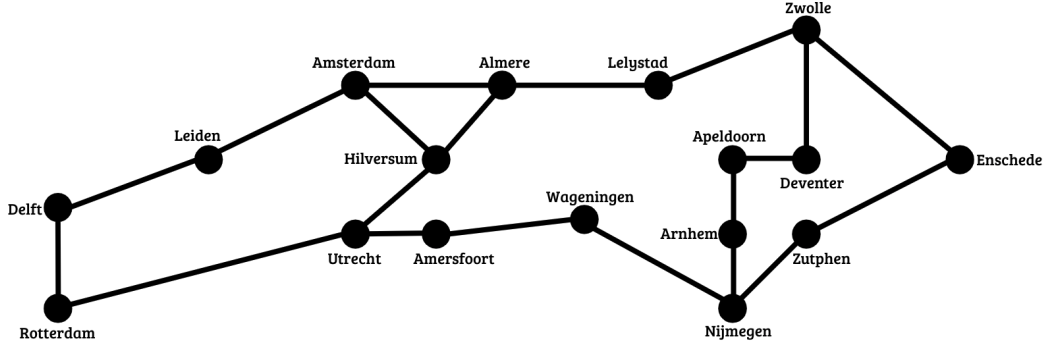 Zwolle
Amsterdam
Almere
Lelystad
Leiden
Apeldoorn
Hilversum
Enschede
Deventer
Wageningen
Delft
Arnhem
Utrecht
Amersfoort
Zutphen
Rotterdam
Nijmegen